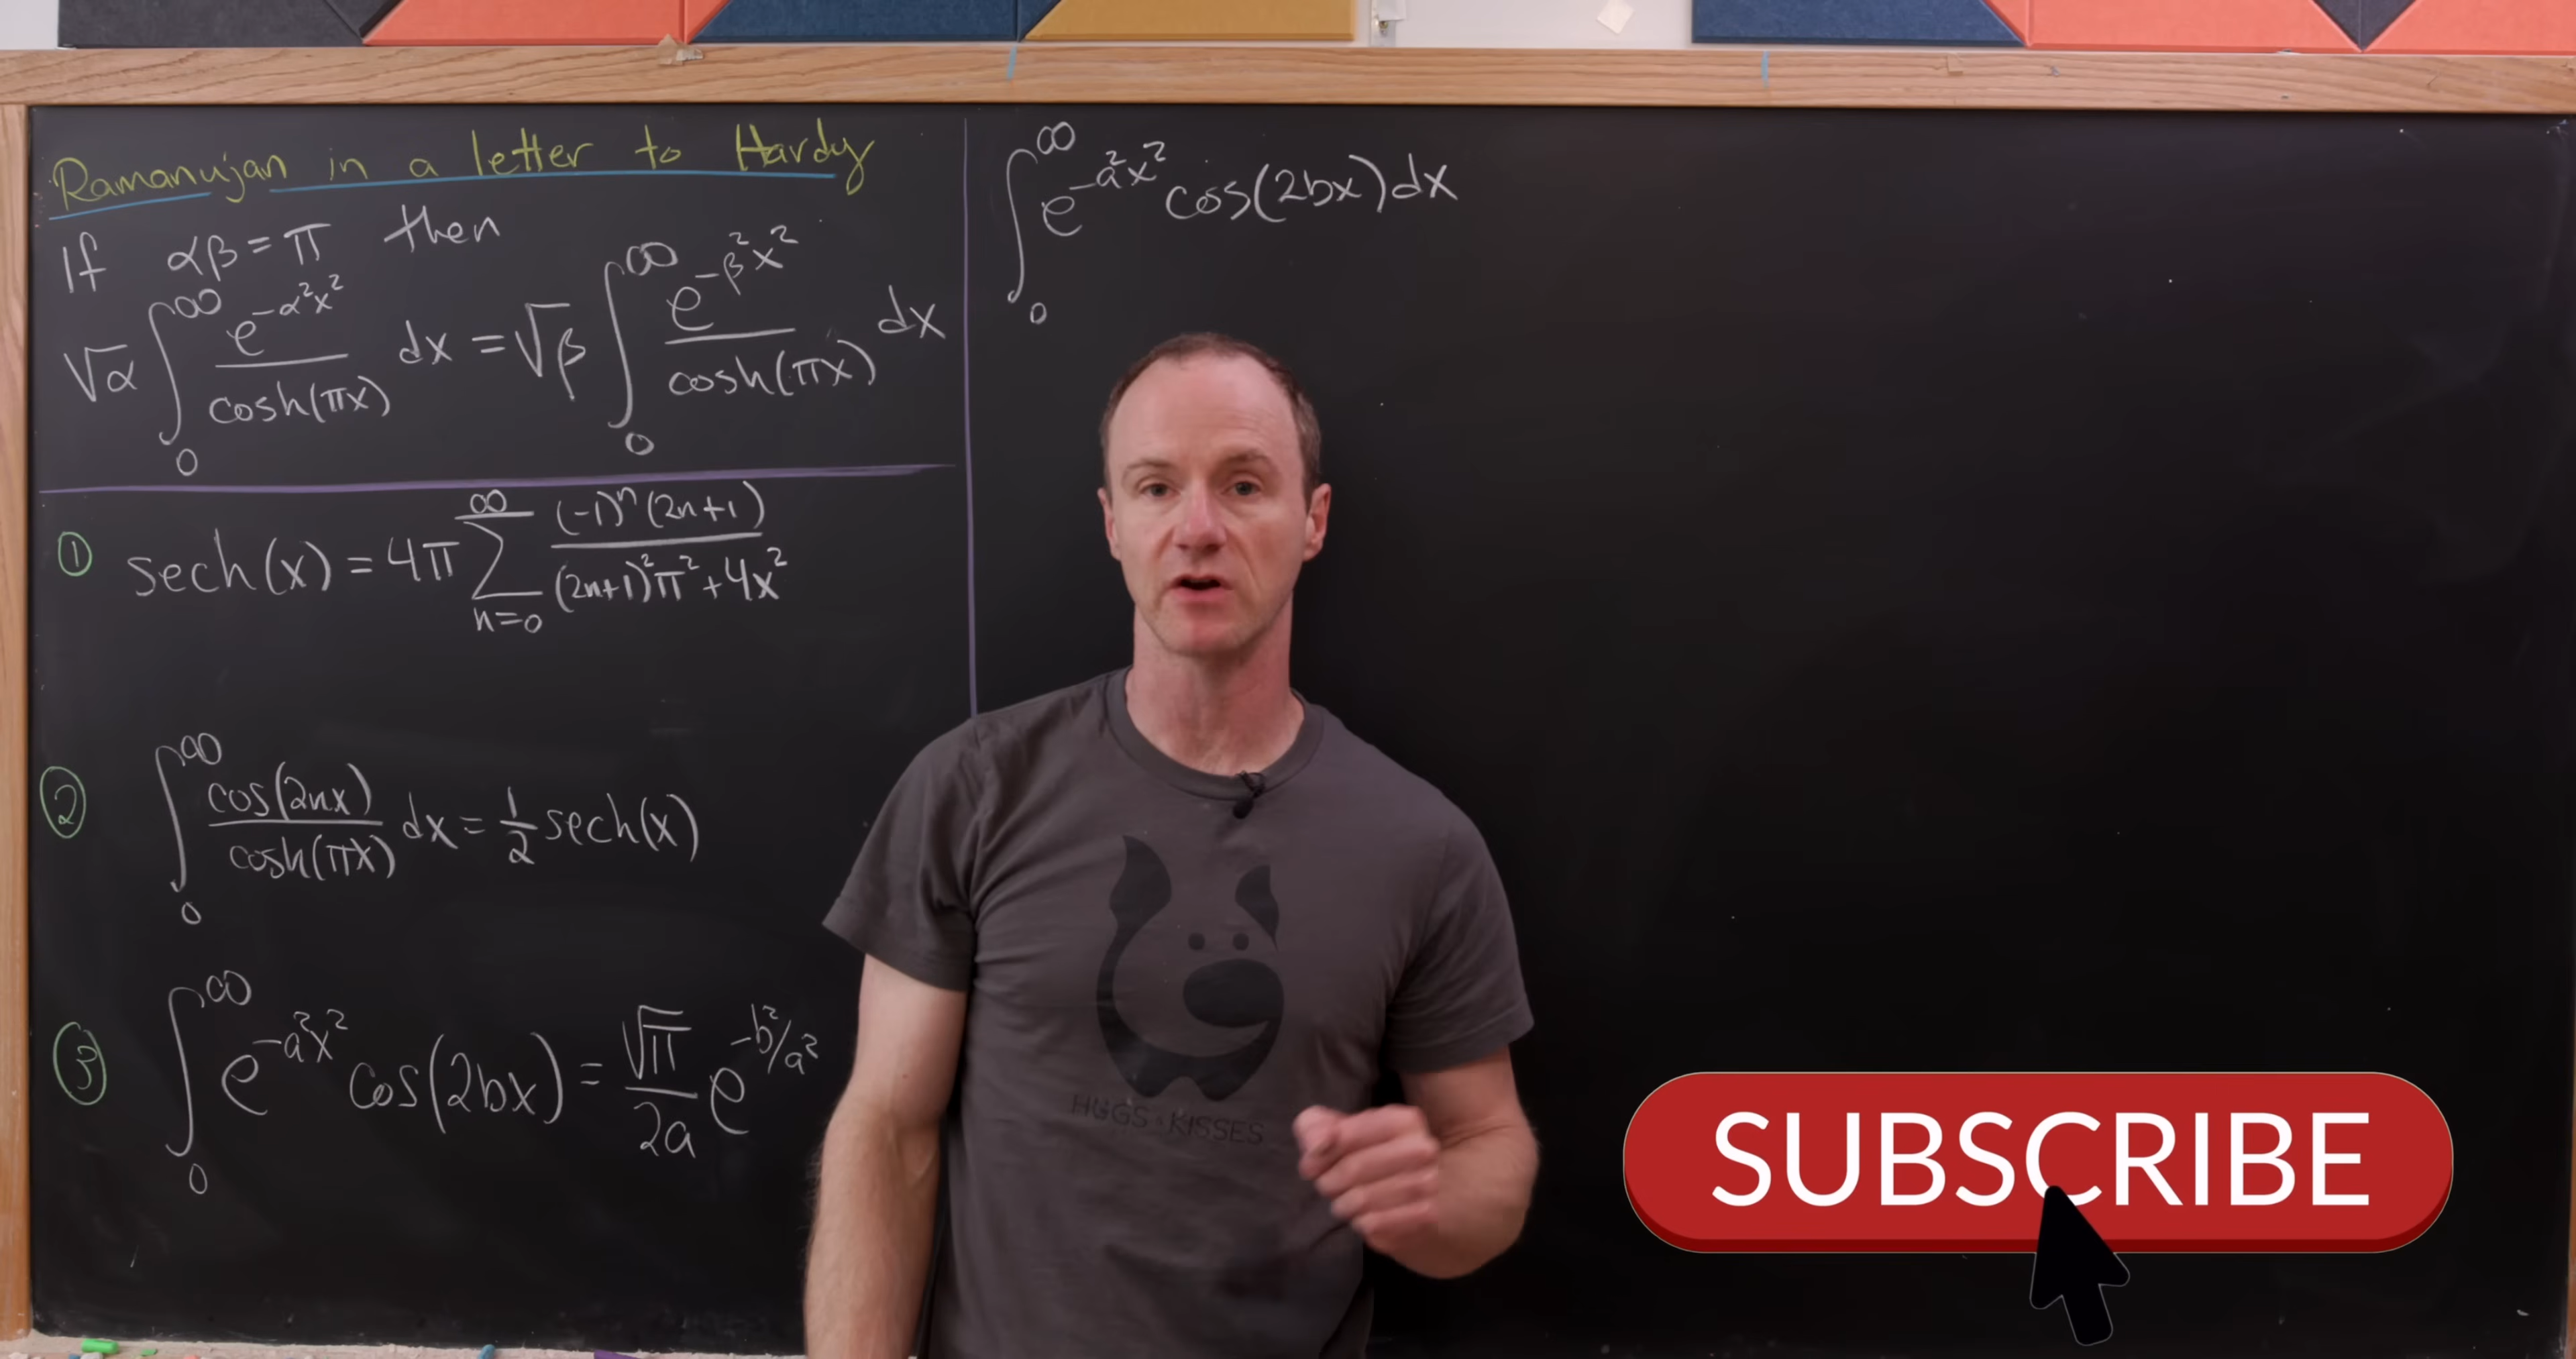 Ramanujan in a letter to Hardy
If αβ = π then
√α ∫₀^∞ e^{-α²x²}/cosh(πx) dx = √β ∫₀^∞ e^{-β²x²}/cosh(πx) dx
① sech(x) = 4π ∑_{n=0}^∞ (-1)ⁿ(2n+1)/((2n+1)²π²+4x²)
② ∫₀^∞ cos(2nx)/cosh(πx) dx = 1/2 sech(x)
③ ∫₀^∞ e^{-a²x²} cos(2bx) = √π/2a e^{-b²/a²}
∫₀^∞ e^{-a²x²} cos(2bx) dx
HUGS & KISSES
SUBSCRIBE